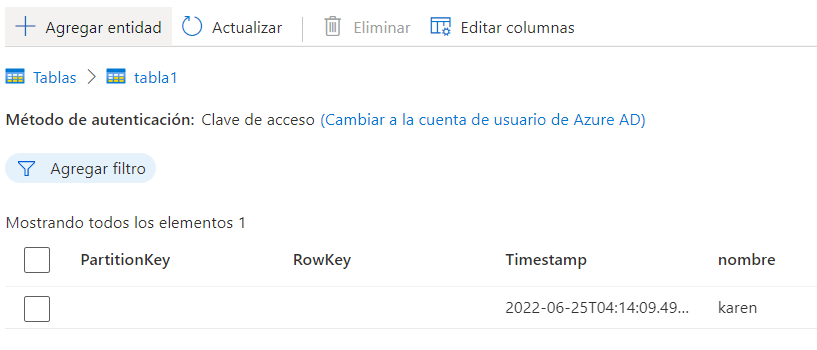 Agregar entidad Actualizar Eliminar Editar columnas
Tablas > tabla1
Método de autenticación: Clave de acceso (Cambiar a la cuenta de usuario de Azure AD)
Agregar filtro
Mostrando todos los elementos 1
PartitionKey RowKey Timestamp nombre
2022-06-25T04:14:09.49... karen